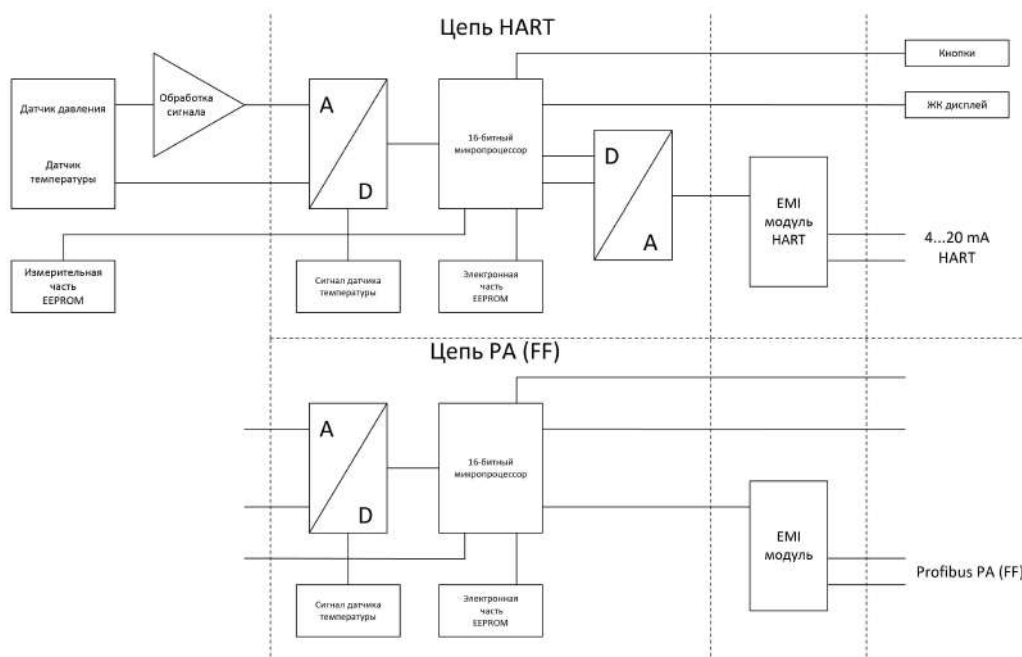 Цепь HART
Кнопки
ЖК дисплей
Датчик давления
Обработка
сигнала
A
D
16-битный
микропроцессор
Датчик
температуры
D
A
EMI
модуль
HART
4...20 mA
HART
Измерительная
часть
EEPROM
Сигнал датчика
температуры
Электронная
часть
EEPROM
Цепь PA (FF)
A
D
16-битный
микропроцессор
EMI
модуль
Profibus PA (FF)
Сигнал датчика
температуры
Электронная
часть
EEPROM